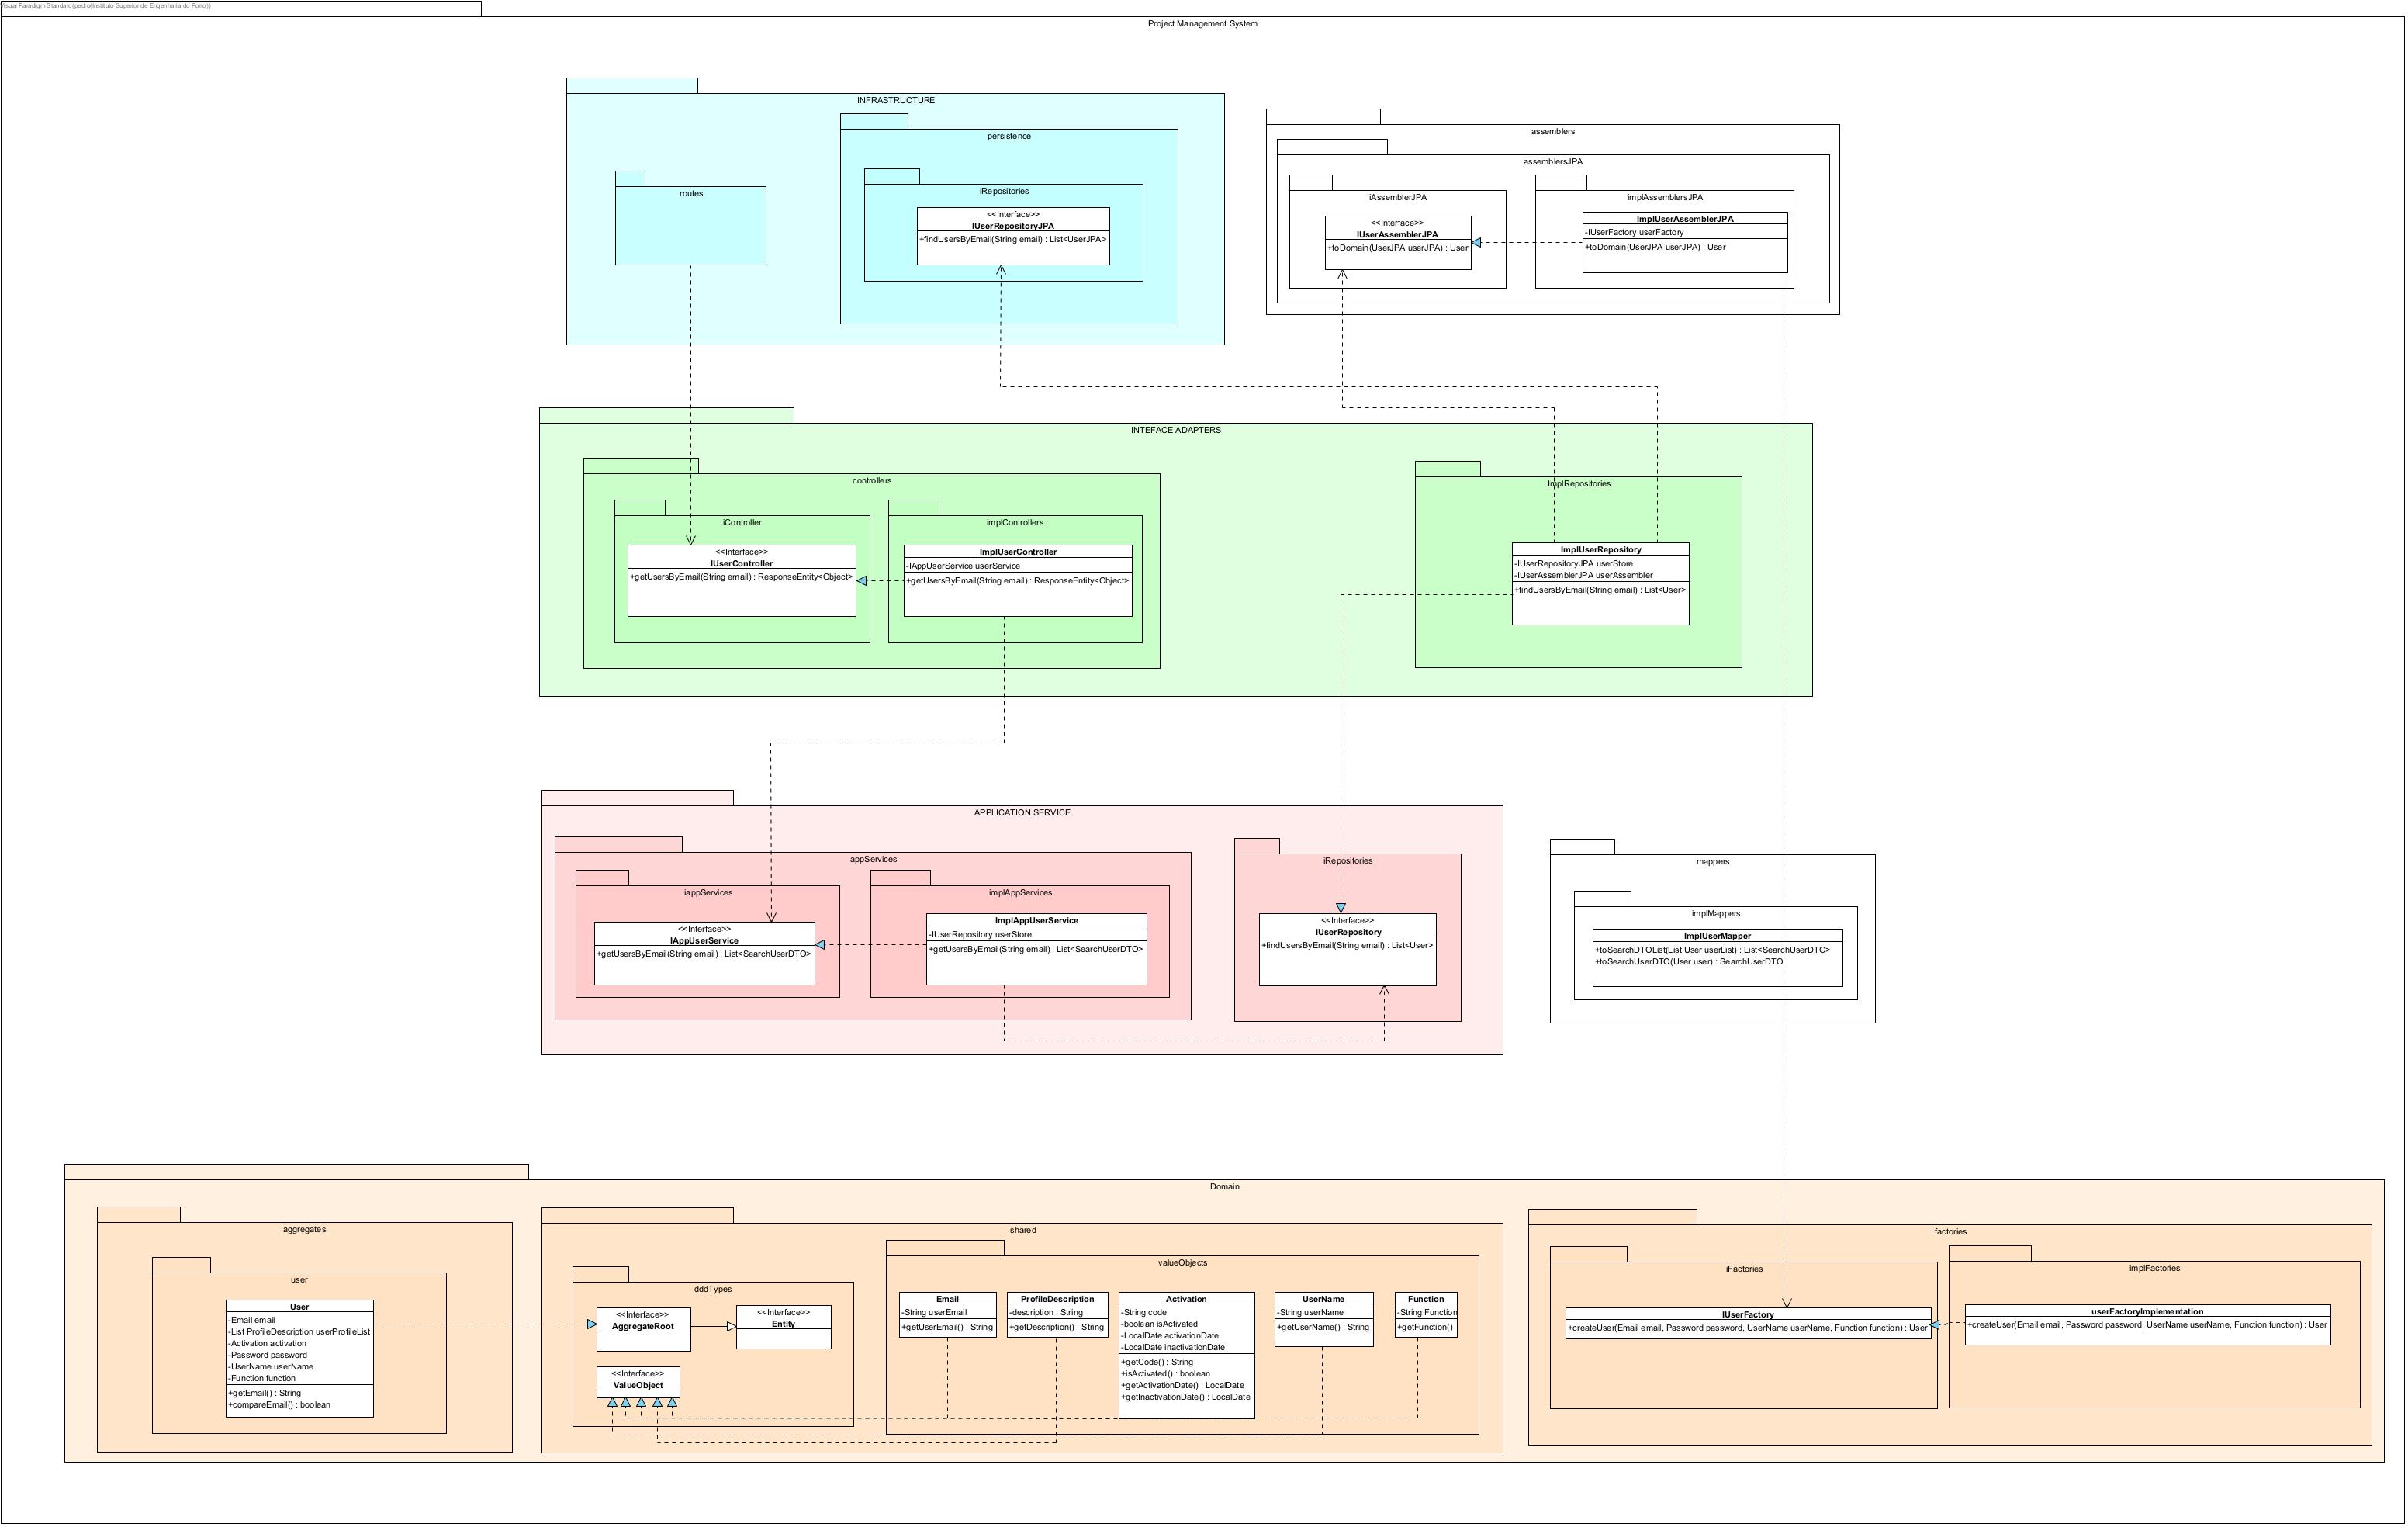 Visual Paradigm Standard(pedro(Instituto Superior de Engenharia do Porto))
Project Management System
INFRASTRUCTURE
routes
persistence
iRepositories
<<Interface>>
IUserRepositoryJPA
+findUsersByEmail(String email) : List<UserJPA>
assemblers
assemblersJPA
iAssemblerJPA
<<Interface>>
IUserAssemblerJPA
+toDomain(UserJPA userJPA) : User
implAssemblersJPA
ImplUserAssemblerJPA
-IUserFactory userFactory
+toDomain(UserJPA userJPA) : User
INTEFACE ADAPTERS
controllers
iController
<<Interface>>
IUserController
+getUsersByEmail(String email) : ResponseEntity<Object>
implControllers
ImplUserController
-IAppUserService userService
+getUsersByEmail(String email) : ResponseEntity<Object>
ImplRepositories
ImplUserRepository
-IUserRepositoryJPA userStore
-IUserAssemblerJPA userAssembler
+findUsersByEmail(String email) : List<User>
APPLICATION SERVICE
appServices
iappServices
<<Interface>>
IAppUserService
+getUsersByEmail(String email) : List<SearchUserDTO>
implAppServices
ImplAppUserService
-IUserRepository userStore
+getUsersByEmail(String email) : List<SearchUserDTO>
iRepositories
<<Interface>>
IUserRepository
+findUsersByEmail(String email) : List<User>
mappers
implMappers
ImplUserMapper
+toSearchDTOList(List User userList) : List<SearchUserDTO>
+toSearchUserDTO(User user) : SearchUserDTO
Domain
aggregates
user
User
-Email email
-List ProfileDescription userProfileList
-Activation activation
-Password password
-UserName userName
-Function function
+getEmail() : String
+compareEmail() : boolean
shared
dddTypes
<<Interface>>
AggregateRoot
<<Interface>>
Entity
<<Interface>>
ValueObject
valueObjects
Email
-String userEmail
+getUserEmail() : String
ProfileDescription
-description : String
+getDescription() : String
Activation
-String code
-boolean isActivated
-LocalDate activationDate
-LocalDate inactivationDate
+getCode() : String
+isActivated() : boolean
+getActivationDate() : LocalDate
+getInactivationDate() : LocalDate
UserName
-String userName
+getUserName() : String
Function
-String Function
+getFunction()
factories
iFactories
IUserFactory
+createUser(Email email, Password password, UserName userName, Function function) : User
implFactories
userFactoryImplementation
+createUser(Email email, Password password, UserName userName, Function function) : User